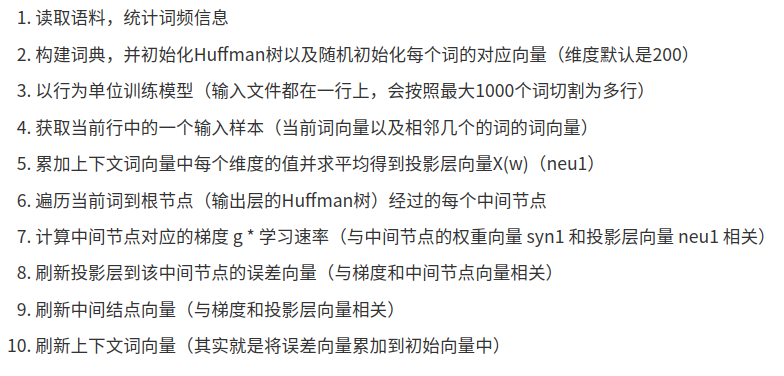 1. 读取语料，统计词频信息
2. 构建词典，并初始化Huffman树以及随机初始化每个词的对应向量（维度默认是200）
3. 以行为单位训练模型（输入文件都在一行上，会按照最大1000个词切割为多行）
4. 获取当前行中的一个输入样本（当前词向量以及相邻几个的词的词向量）
5. 累加上下文词向量中每个维度的值并求平均得到投影层向量X(w)（neu1）
6. 遍历当前词到根节点（输出层的Huffman树）经过的每个中间节点
7. 计算中间节点对应的梯度 g * 学习速率（与中间节点的权重向量 syn1 和投影层向量 neu1 相关）
8. 刷新投影层到该中间节点的误差向量（与梯度和中间节点向量相关）
9. 刷新中间结点向量（与梯度和投影层向量相关）
10. 刷新上下文词向量（其实就是将误差向量累加到初始向量中）